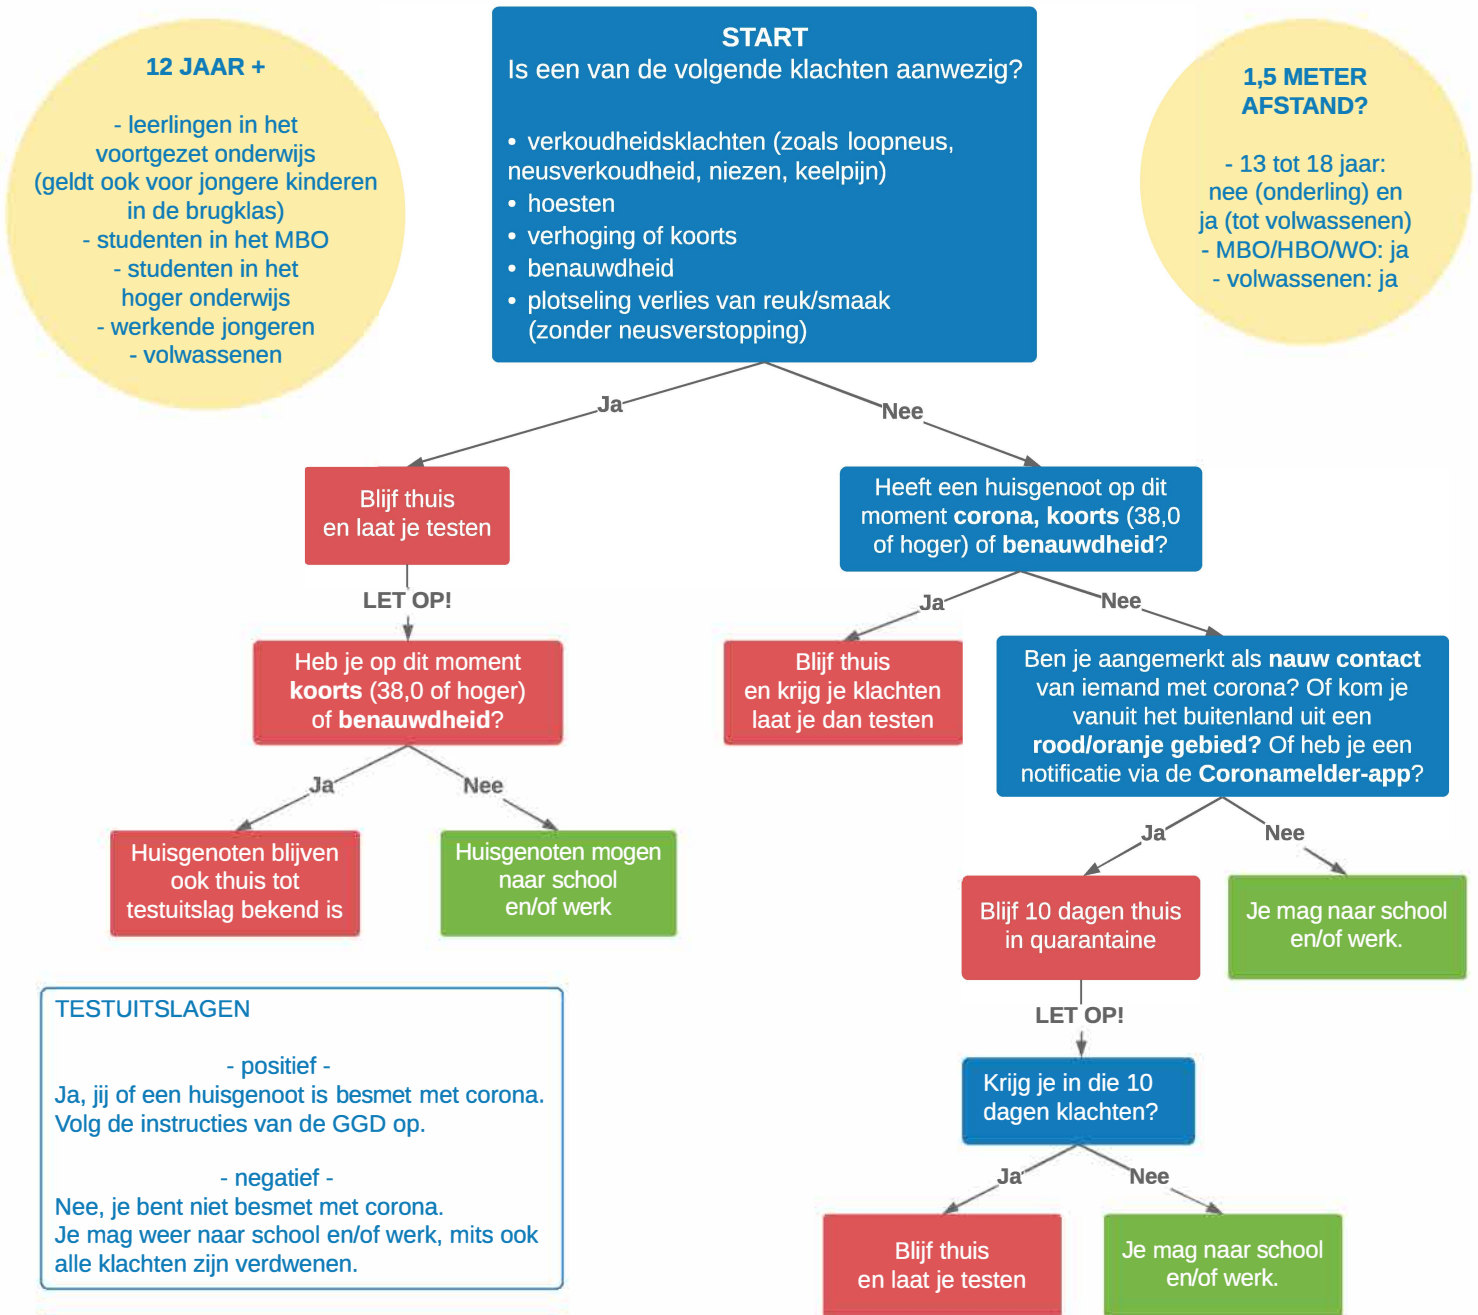 12 JAAR +
- leerlingen in het
voortgezet onderwijs
(geldt ook voor jongere kinderen
in de brugklas)
- studenten in het MBO
- studenten in het
hoger onderwijs
- werkende jongeren
- volwassenen
START
Is een van de volgende klachten aanwezig?
• verkoudheidsklachten (zoals loopneus,
neusverkoudheid, niezen, keelpijn)
• hoesten
• verhoging of koorts
• benauwdheid
• plotseling verlies van reuk/smaak
(zonder neusverstopping)
1,5 METER
AFSTAND?
- 13 tot 18 jaar:
nee (onderling) en
ja (tot volwassenen)
- MBO/HBO/WO: ja
- volwassenen: ja
Ja
Nee
Blijf thuis
en laat je testen
LET OP!
Heb je op dit moment
koorts (38,0 of hoger)
of benauwdheid?
Ja
Nee
Huisgenoten blijven
ook thuis tot
testuitslag bekend is
Huisgenoten mogen
naar school
en/of werk
Heeft een huisgenoot op dit
moment corona, koorts (38,0
of hoger) of benauwdheid?
Ja
Nee
Blijf thuis
en krijg je klachten
laat je dan testen
Ben je aangemerkt als nauw contact
van iemand met corona? Of kom je
vanuit het buitenland uit een
rood/oranje gebied? Of heb je een
notificatie via de Coronamelder-app?
Ja
Nee
Blijf 10 dagen thuis
in quarantaine
Je mag naar school
en/of werk.
LET OP!
Krijg je in die 10
dagen klachten?
Ja
Nee
Blijf thuis
en laat je testen
Je mag naar school
en/of werk.
TESTUITSLAGEN
- positief -
Ja, jij of een huisgenoot is besmet met corona.
Volg de instructies van de GGD op.
- negatief -
Nee, je bent niet besmet met corona.
Je mag weer naar school en/of werk, mits ook
alle klachten zijn verdwenen.